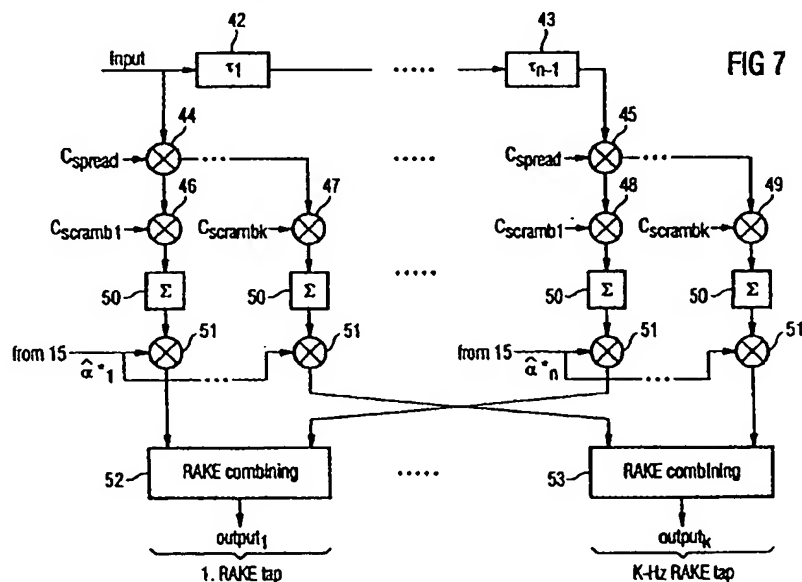 42
43
FIG 7
Input
τ1
.....
τn-1
44
45
Cspread
...
.....
Cspread
...
46
47
48
49
Cscramb1
Cscrambk
Cscramb1
Cscrambk
50
Σ
50
Σ
.....
50
Σ
50
Σ
51
51
51
51
from 15
α̂*1
...
from 15
α̂*n
...
52
RAKE combining
.....
53
RAKE combining
output1
outputk
1. RAKE tap
K-Hz RAKE tap